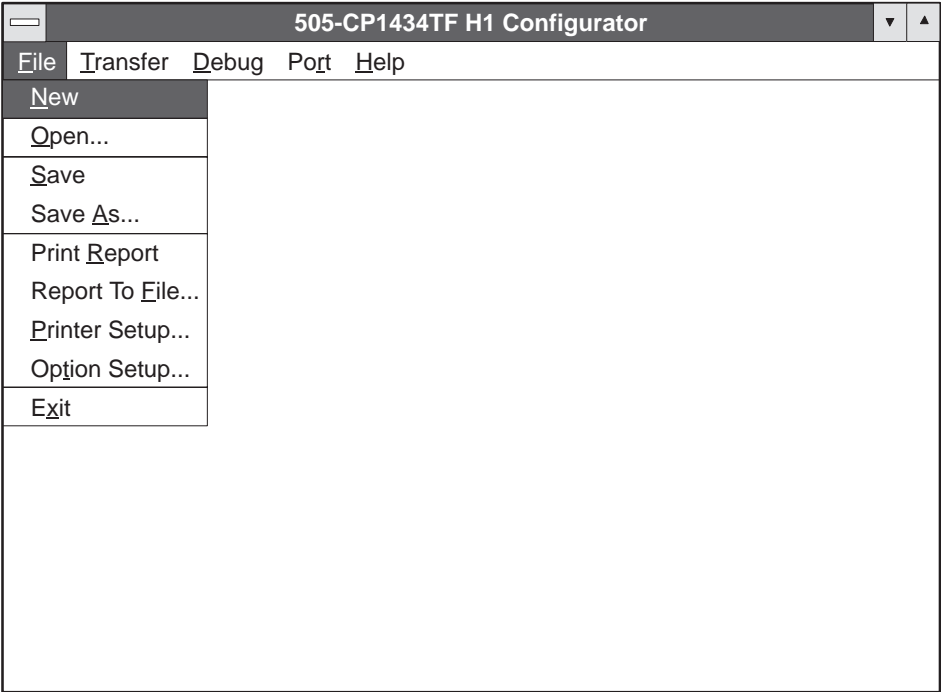 505-CP1434TF H1 Configurator
File Transfer Debug Port Help
New
Open...
Save
Save As...
Print Report
Report To File...
Printer Setup...
Option Setup...
Exit